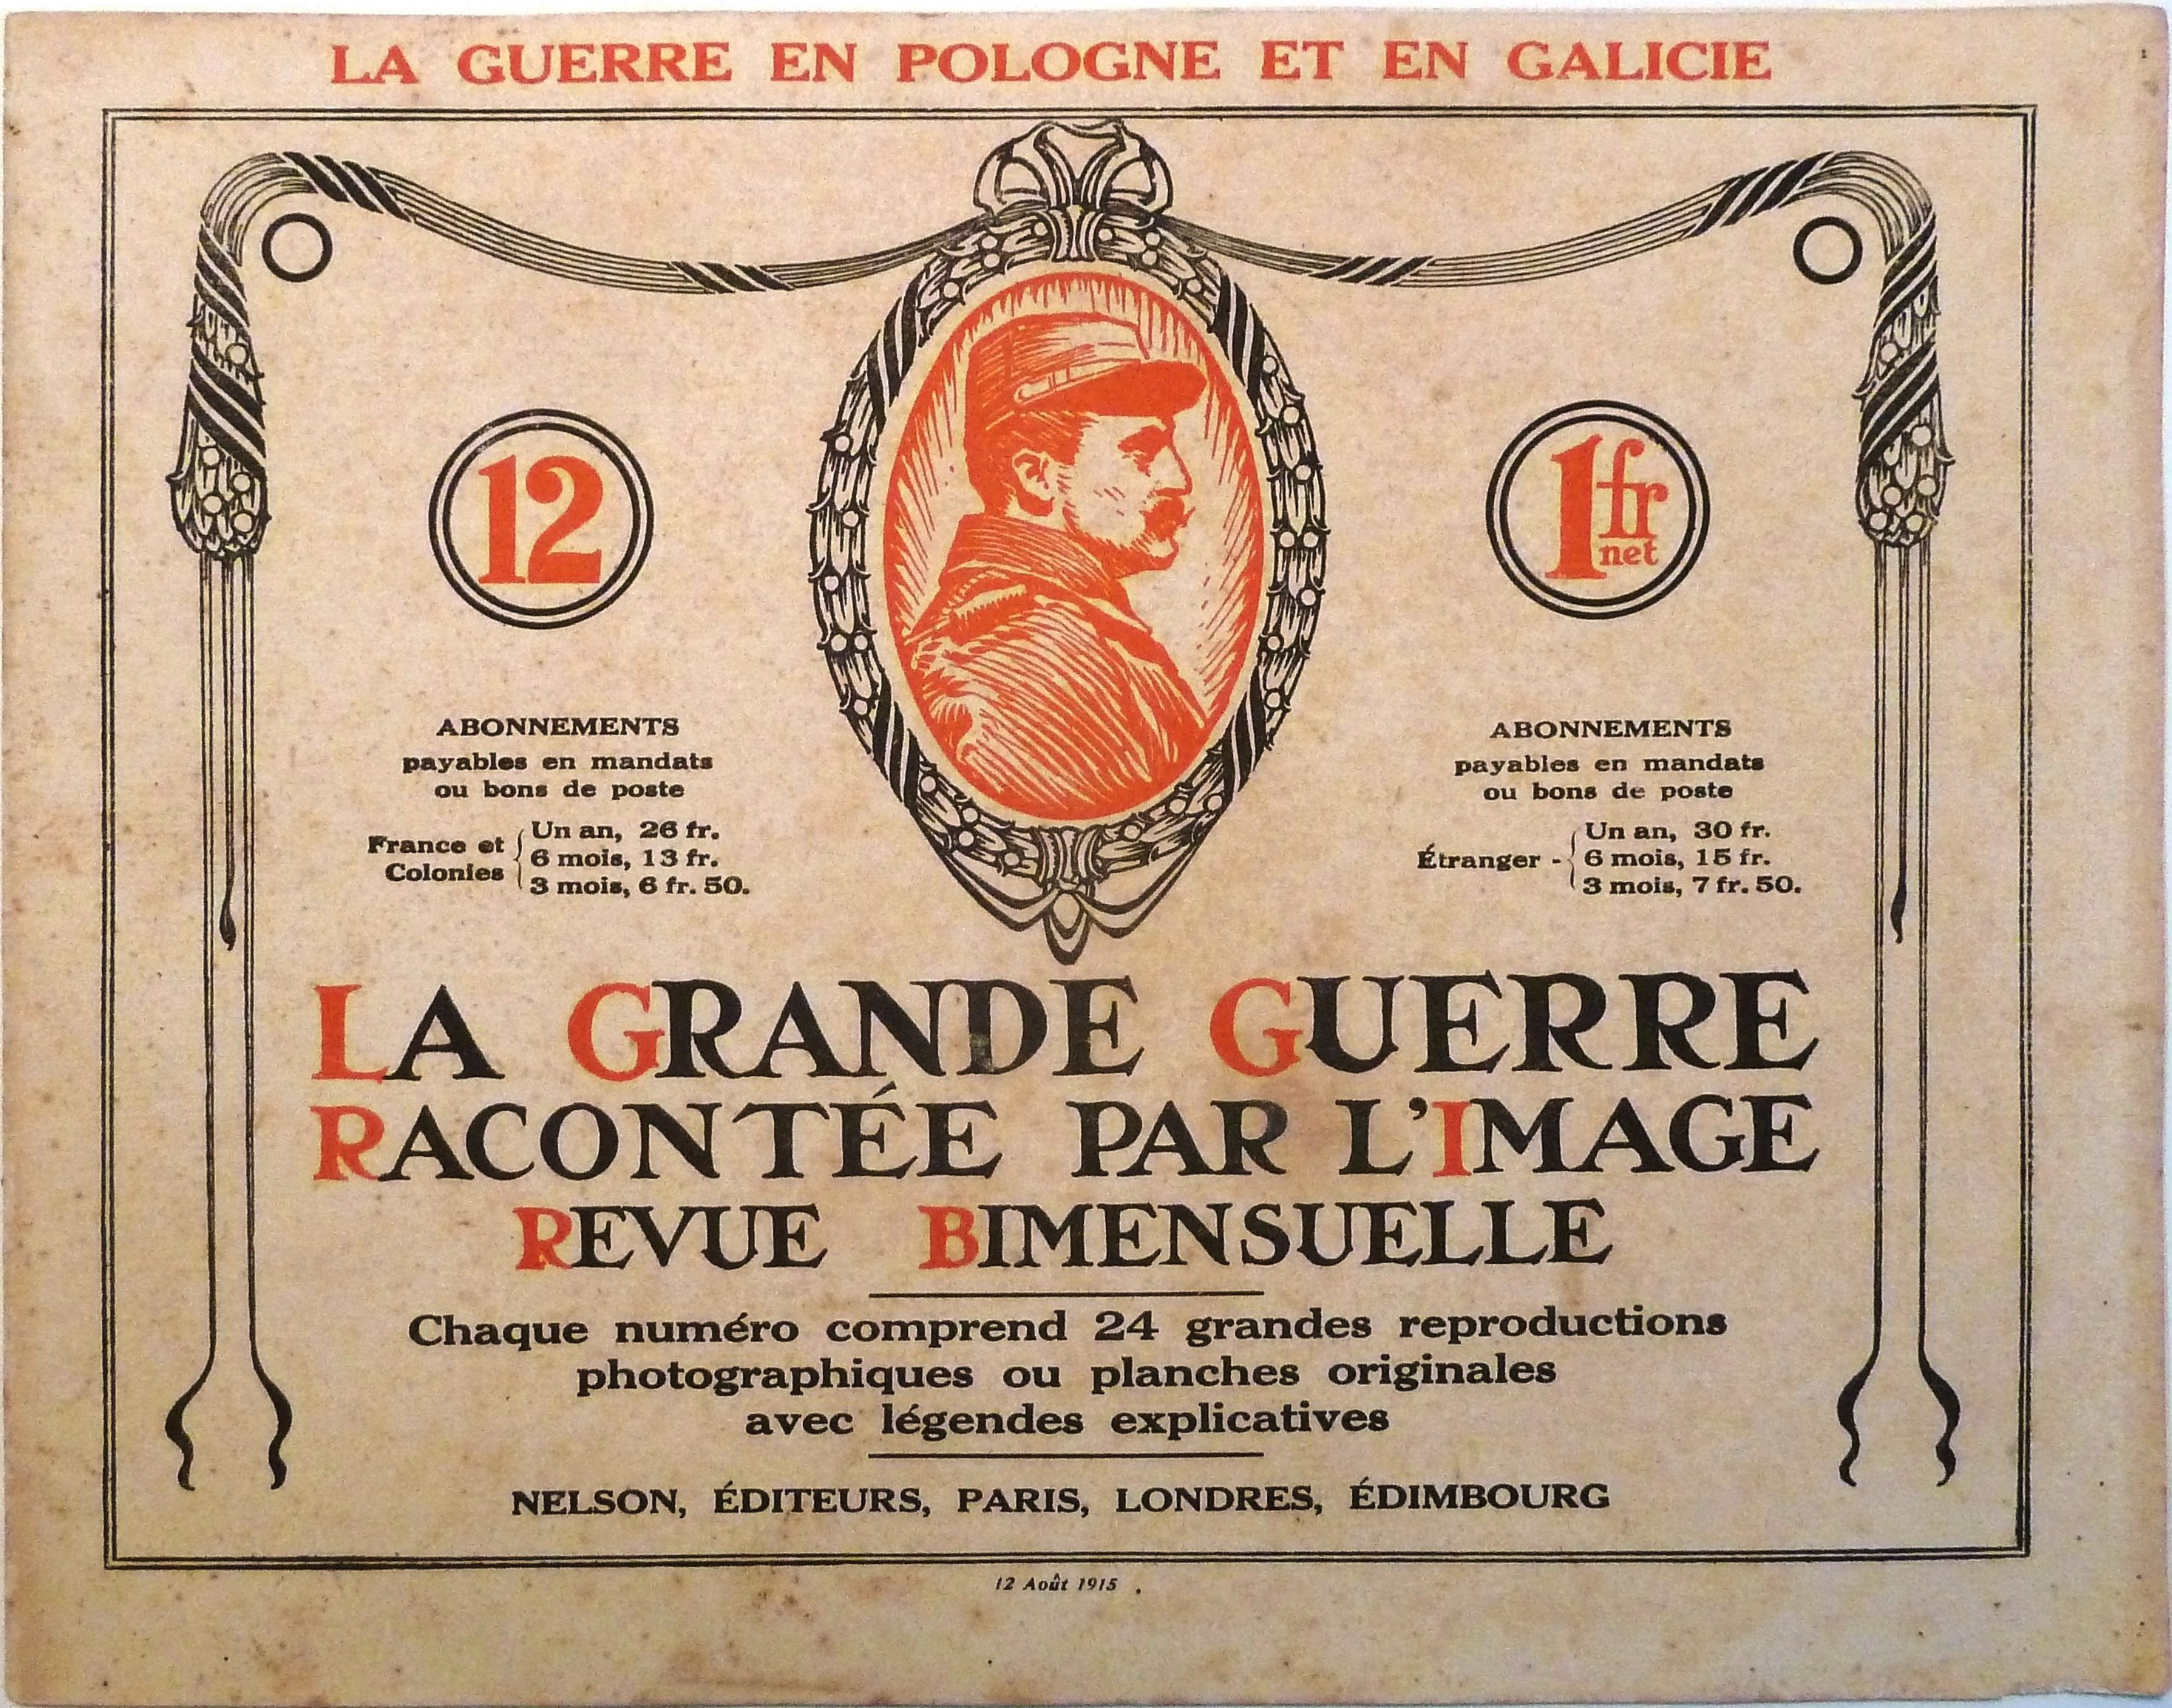 LA GUERRE EN POLOGNE ET EN GALICIE
12
1 fr
net
ABONNEMENTS
payables en mandats
ou bons de poste
France et
Colonies
Un an, 26 fr.
6 mois, 13 fr.
3 mois, 6 fr. 50.
ABONNEMENTS
payables en mandats
ou bons de poste
Étranger -
Un an, 30 fr.
6 mois, 15 fr.
3 mois, 7 fr. 50.
LA GRANDE GUERRE
RACONTÉE PAR L'IMAGE
REVUE BIMENSUELLE
Chaque numéro comprend 24 grandes reproductions
photographiques ou planches originales
avec légendes explicatives
NELSON, ÉDITEURS, PARIS, LONDRES, ÉDIMBOURG
12 Août 1915 .